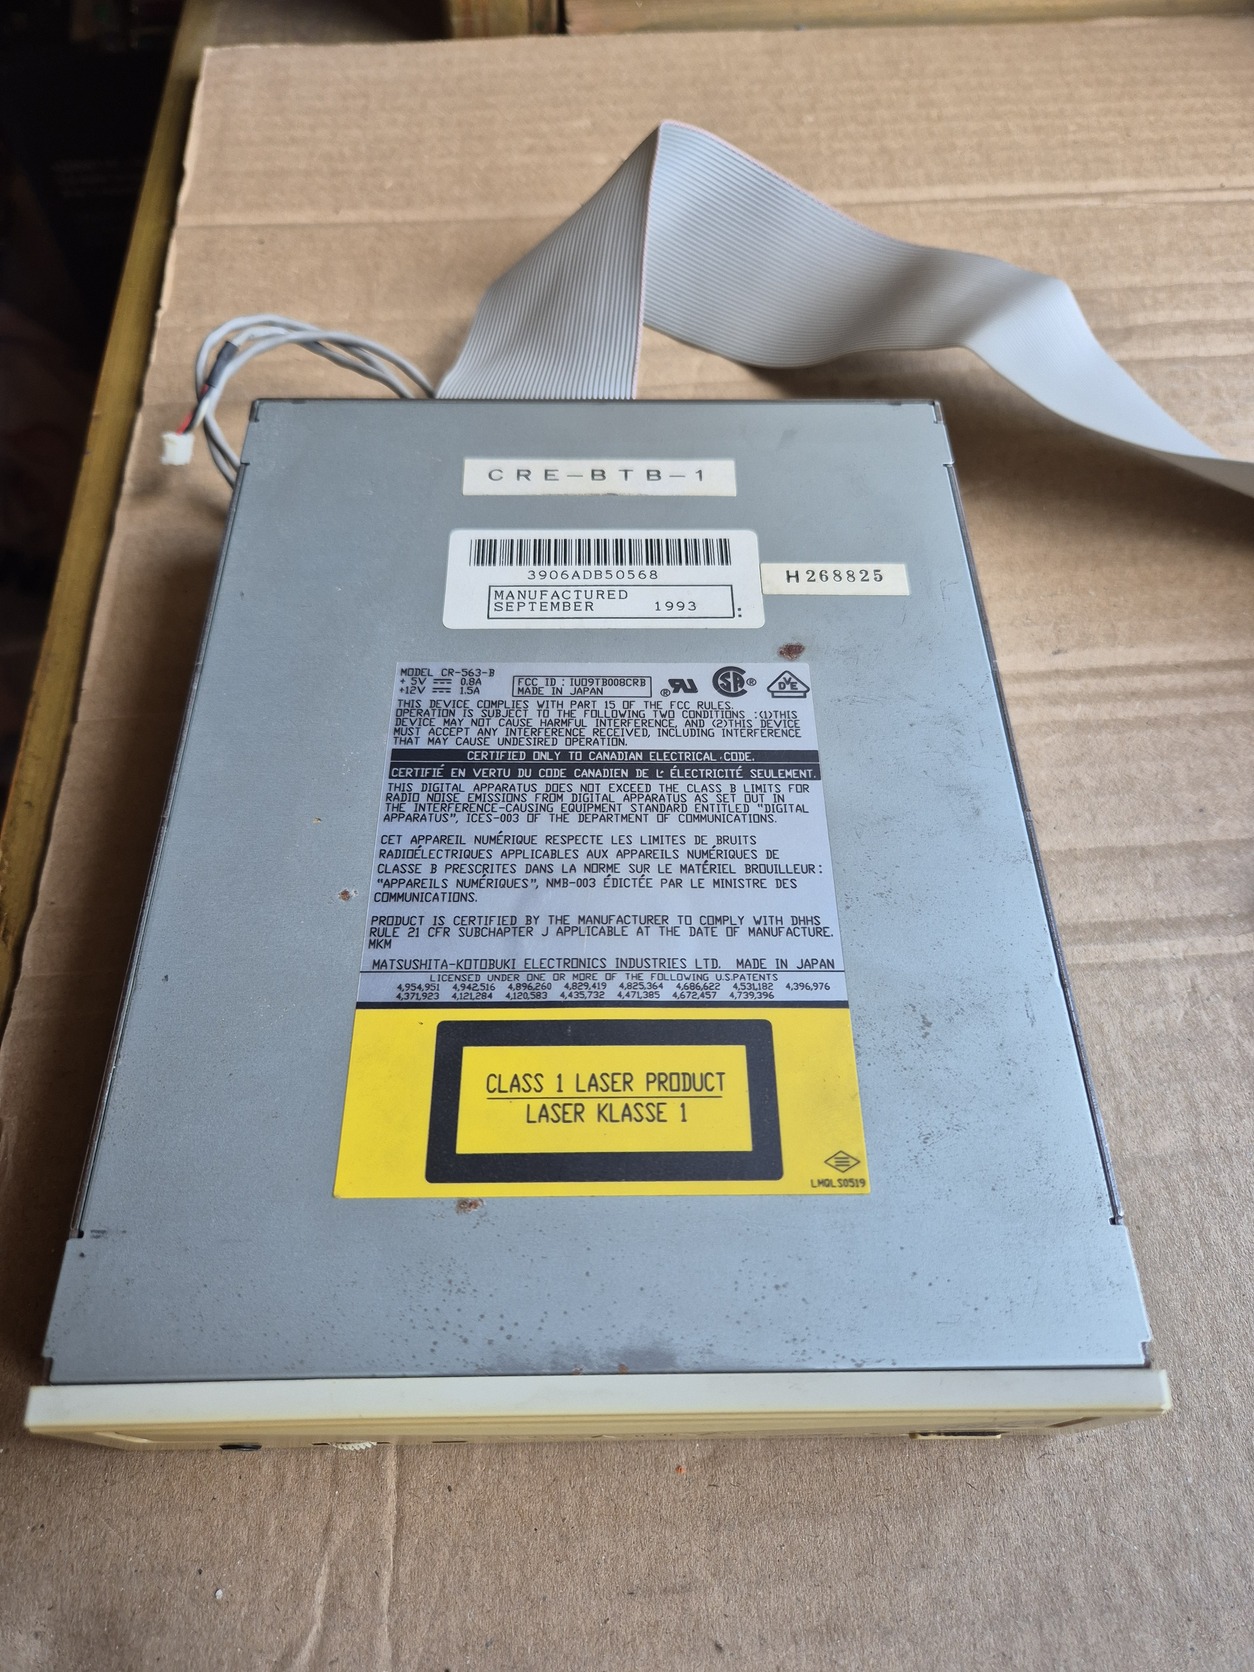 CRE-BTB-1
3906ADB50568
MANUFACTURED
SEPTEMBER 1993 :
H268825
MODEL CR-563-B
+ 5V 0.8A
+12V 1.5A
FCC ID : IUO9TB008CRB
MADE IN JAPAN
THIS DEVICE COMPLIES WITH PART 15 OF THE FCC RULES.
OPERATION IS SUBJECT TO THE FOLLOWING TWO CONDITIONS :(1)THIS
DEVICE MAY NOT CAUSE HARMFUL INTERFERENCE, AND (2)THIS DEVICE
MUST ACCEPT ANY INTERFERENCE RECEIVED, INCLUDING INTERFERENCE
THAT MAY CAUSE UNDESIRED OPERATION.
CERTIFIED ONLY TO CANADIAN ELECTRICAL CODE.
CERTIFIÉ EN VERTU DU CODE CANADIEN DE L' ÉLECTRICITÉ SEULEMENT.
THIS DIGITAL APPARATUS DOES NOT EXCEED THE CLASS B LIMITS FOR
RADIO NOISE EMISSIONS FROM DIGITAL APPARATUS AS SET OUT IN
THE INTERFERENCE-CAUSING EQUIPMENT STANDARD ENTITLED "DIGITAL
APPARATUS", ICES-003 OF THE DEPARTMENT OF COMMUNICATIONS.
CET APPAREIL NUMÉRIQUE RESPECTE LES LIMITES DE BRUITS
RADIOÉLECTRIQUES APPLICABLES AUX APPAREILS NUMÉRIQUES DE
CLASSE B PRESCRITES DANS LA NORME SUR LE MATÉRIEL BROUILLEUR:
"APPAREILS NUMÉRIQUES", NMB-003 ÉDICTÉE PAR LE MINISTRE DES
COMMUNICATIONS.
PRODUCT IS CERTIFIED BY THE MANUFACTURER TO COMPLY WITH DHHS
RULE 21 CFR SUBCHAPTER J APPLICABLE AT THE DATE OF MANUFACTURE.
MKM
MATSUSHITA-KOTOBUKI ELECTRONICS INDUSTRIES LTD. MADE IN JAPAN
LICENSED UNDER ONE OR MORE OF THE FOLLOWING U.S.PATENTS
4,954,951 4,942,516 4,896,260 4,829,419 4,825,364 4,686,622 4,531,182 4,396,976
4,371,923 4,121,284 4,120,583 4,435,732 4,471,385 4,672,457 4,739,396
CLASS 1 LASER PRODUCT
LASER KLASSE 1
LMQLS0519